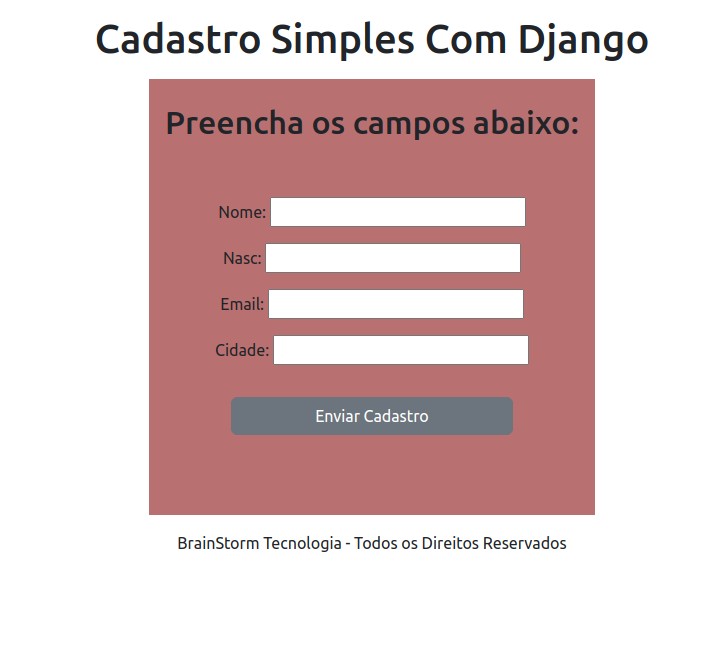 Cadastro Simples Com Django
Preencha os campos abaixo:
Nome:
Nasc:
Email:
Cidade:
Enviar Cadastro
BrainStorm Tecnologia - Todos os Direitos Reservados